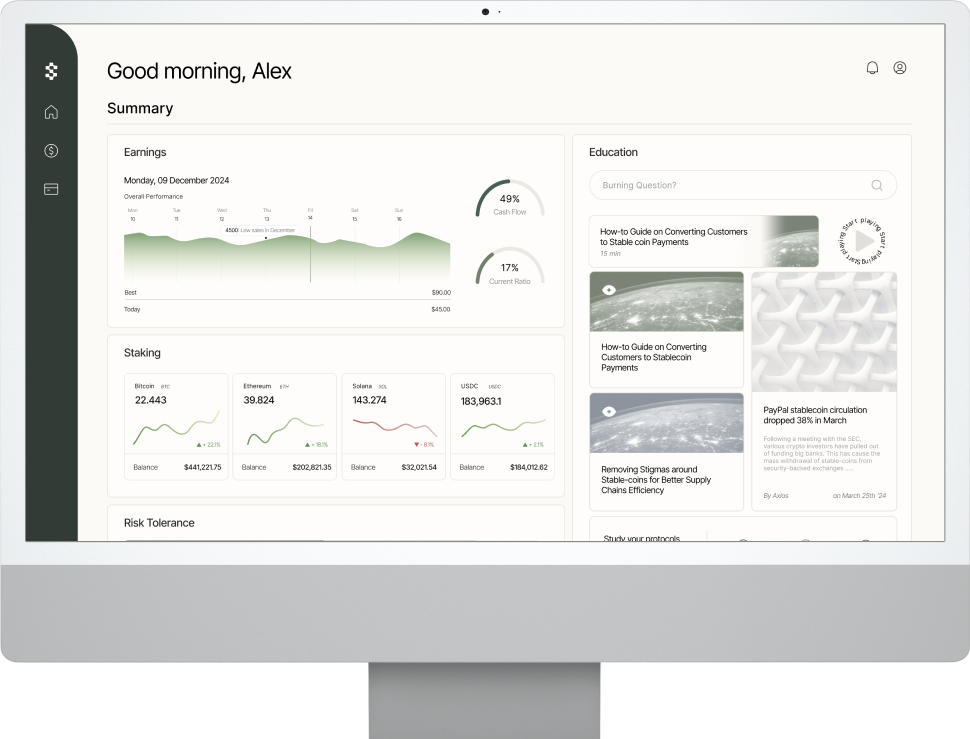 Good morning, Alex
Summary
Earnings
Monday, 09 December 2024
Overall Performance
Mon Tue Wed Thu Fri Sat Sun
10 11 12 13 14 15 16
4500: Low sales in December
Best $90.00
Today $45.00
49%
Cash Flow
17%
Current Ratio
Staking
Bitcoin BTC
22.443
+ 22.1%
Balance $441,221.75
Ethereum ETH
39.824
+ 18.1%
Balance $202,821.35
Solana SOL
143.274
- 8.1%
Balance $32,021.54
USDC USDC
183,963.1
+ 2.1%
Balance $184,012.62
Risk Tolerance
Education
Burning Question?
How-to Guide on Converting Customers
to Stable coin Payments
15 min
Start playing Start playing Start playing
How-to Guide on Converting
Customers to Stablecoin
Payments
Removing Stigmas around
Stable-coins for Better Supply
Chains Efficiency
PayPal stablecoin circulation
dropped 38% in March
Following a meeting with the SEC,
various crypto investors have pulled out
of funding big banks. This has cause the
mass withdrawal of stable-coins from
security-backed exchanges .....
By Axios on March 25th '24
Study your protocols